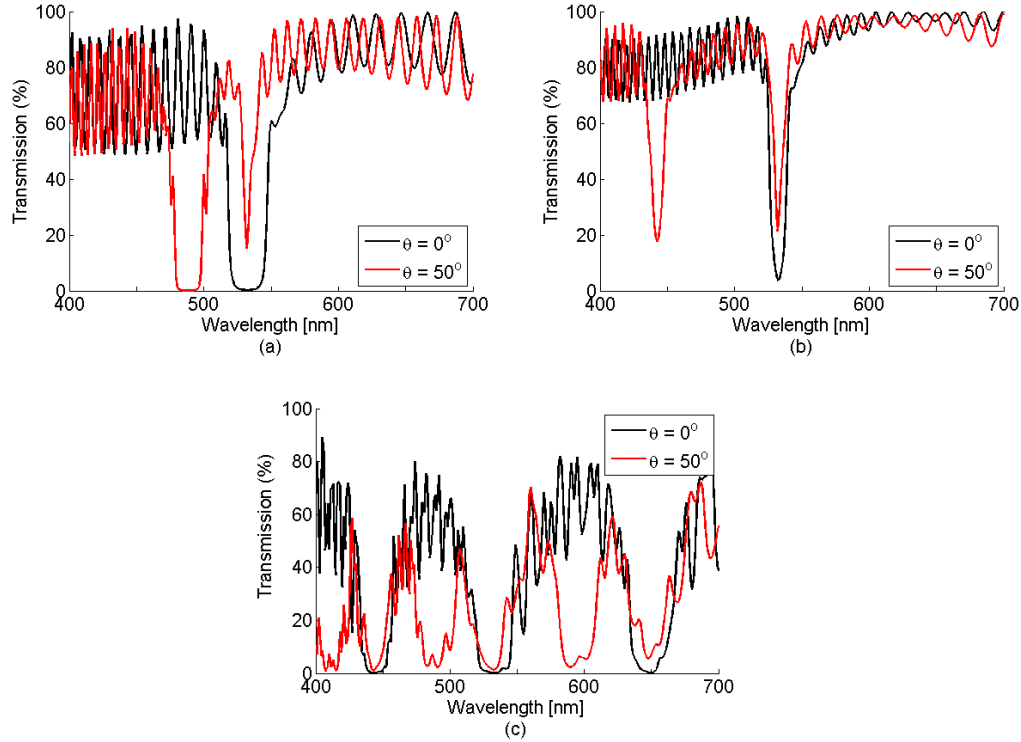 100
80
60
40
20
0
Transmission (%)
θ = 0°
θ = 50°
400
500
600
700
Wavelength [nm]
(a)
100
80
60
40
20
0
Transmission (%)
θ = 0°
θ = 50°
400
500
600
700
Wavelength [nm]
(b)
100
80
60
40
20
0
Transmission (%)
θ = 0°
θ = 50°
400
500
600
700
Wavelength [nm]
(c)